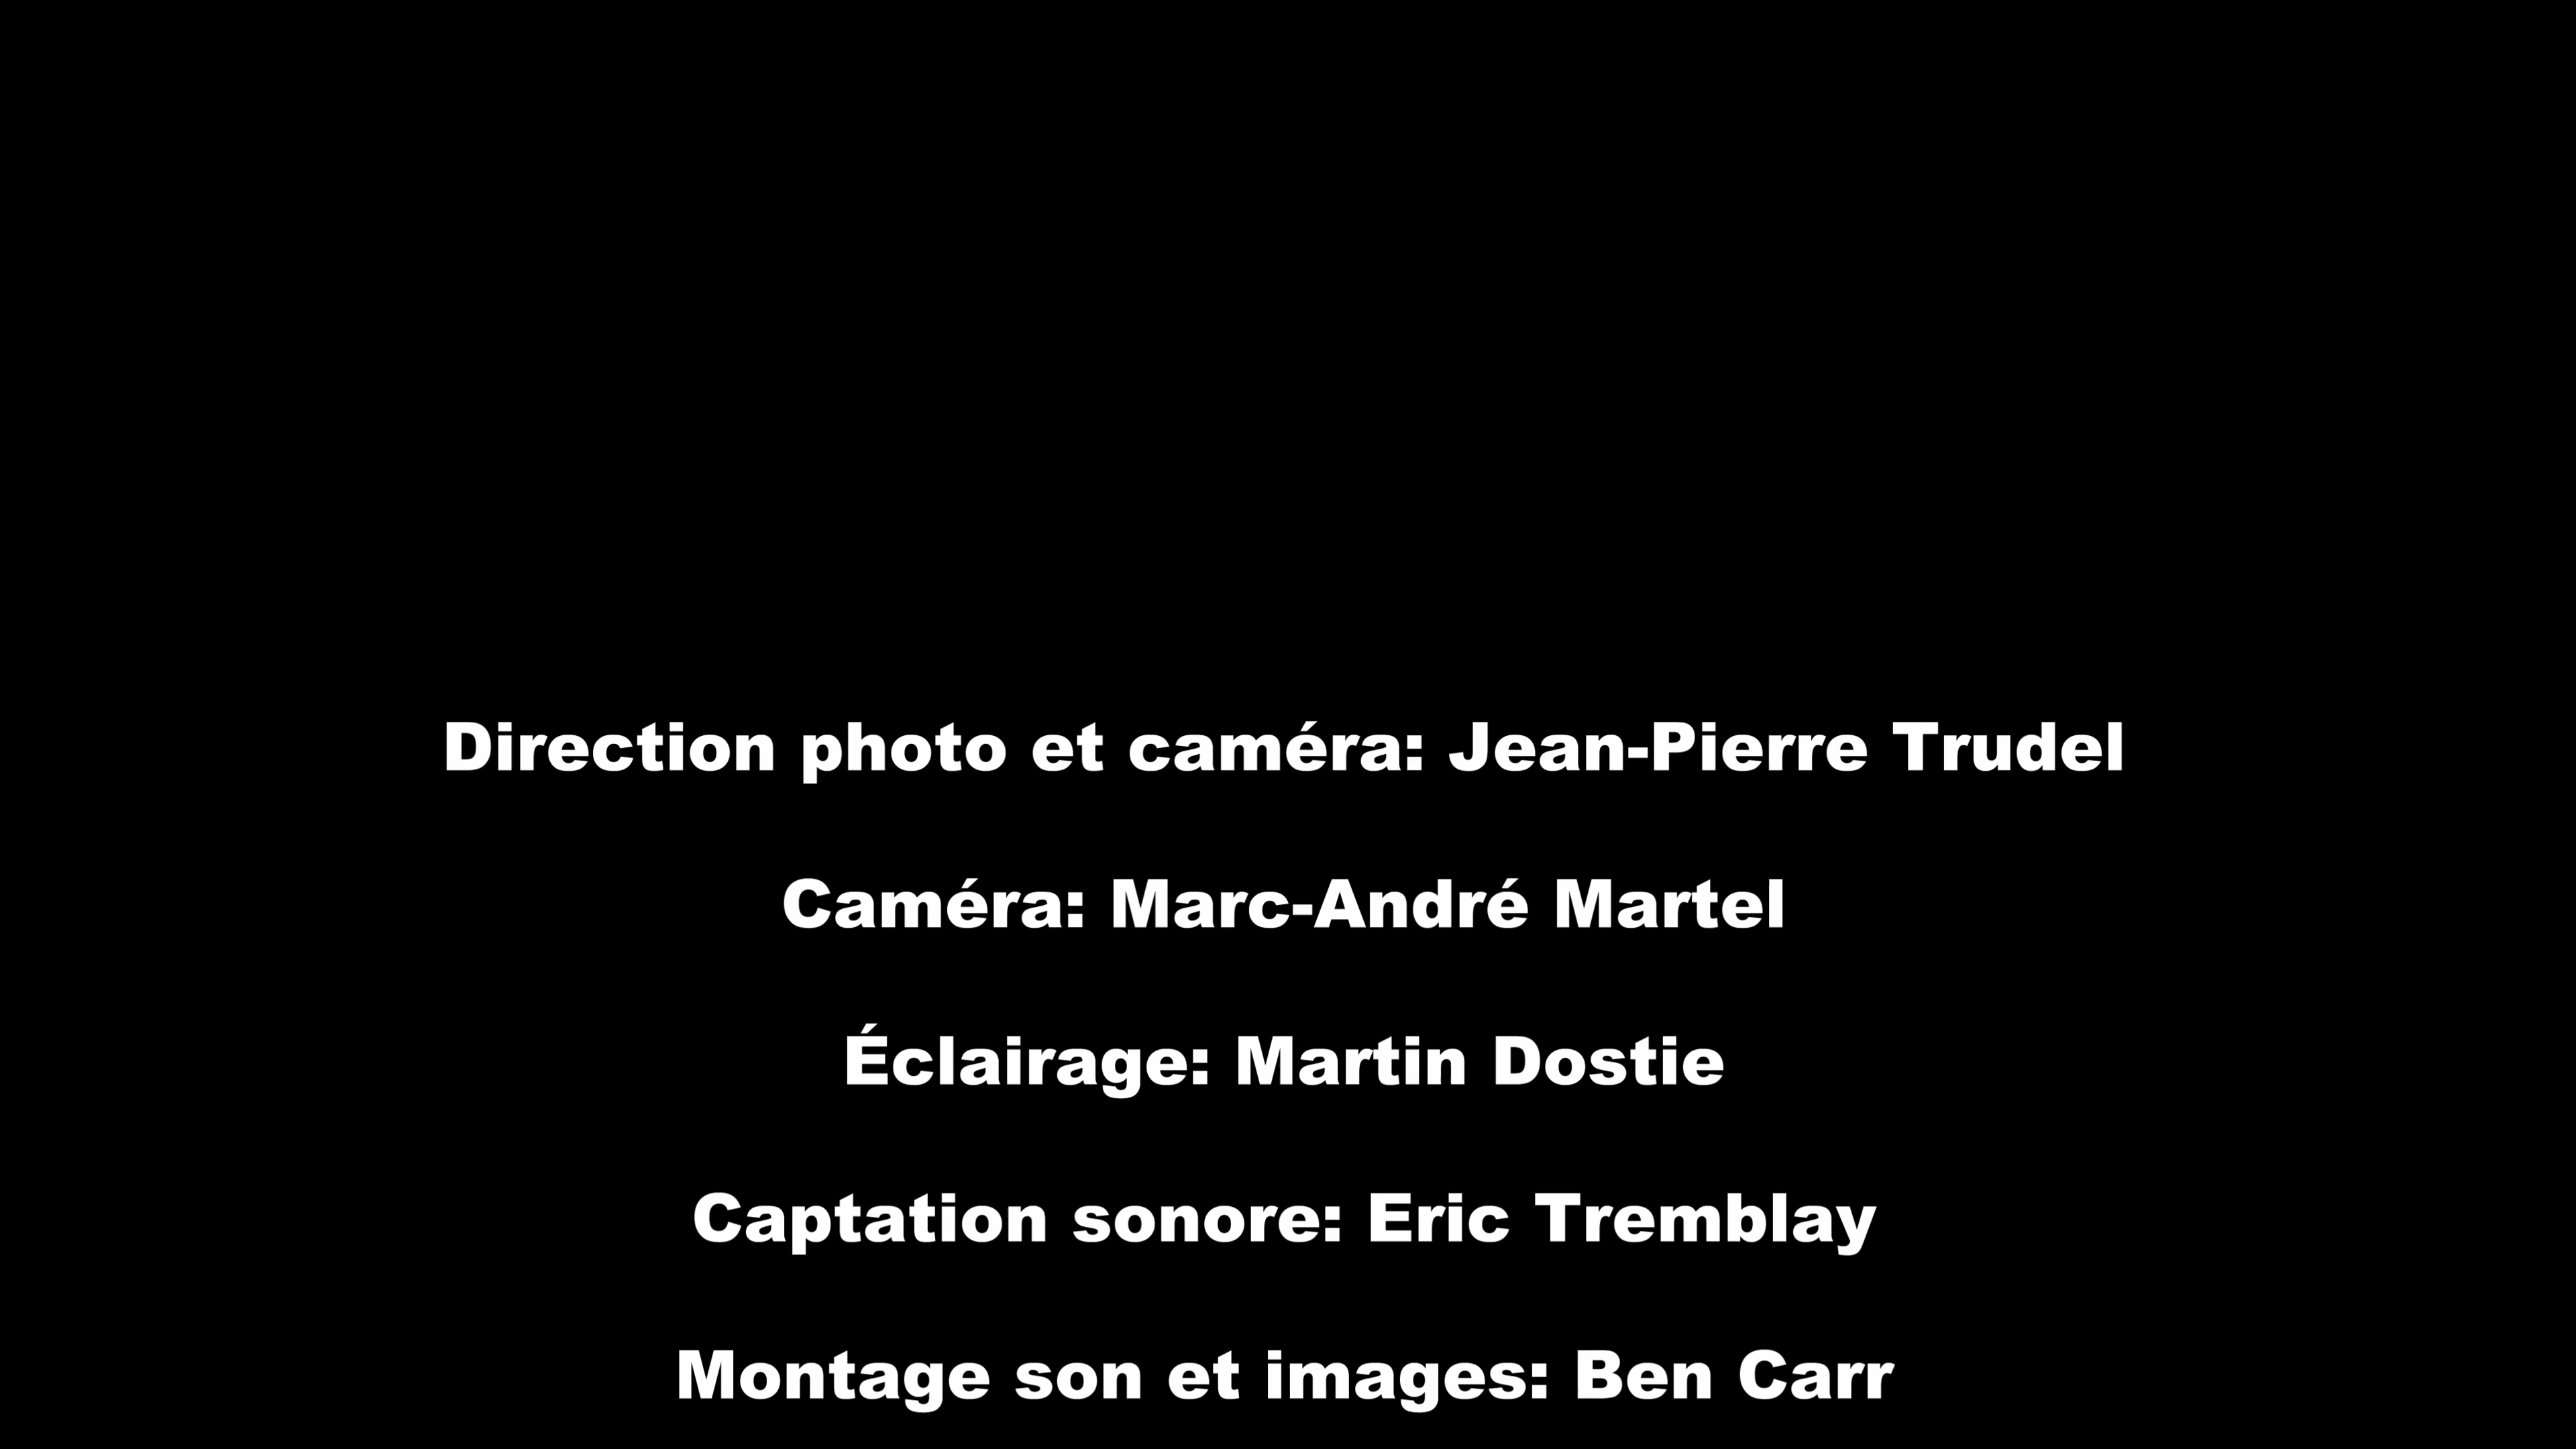 Direction photo et caméra: Jean-Pierre Trudel
Caméra: Marc-André Martel
Éclairage: Martin Dostie
Captation sonore: Eric Tremblay
Montage son et images: Ben Carr